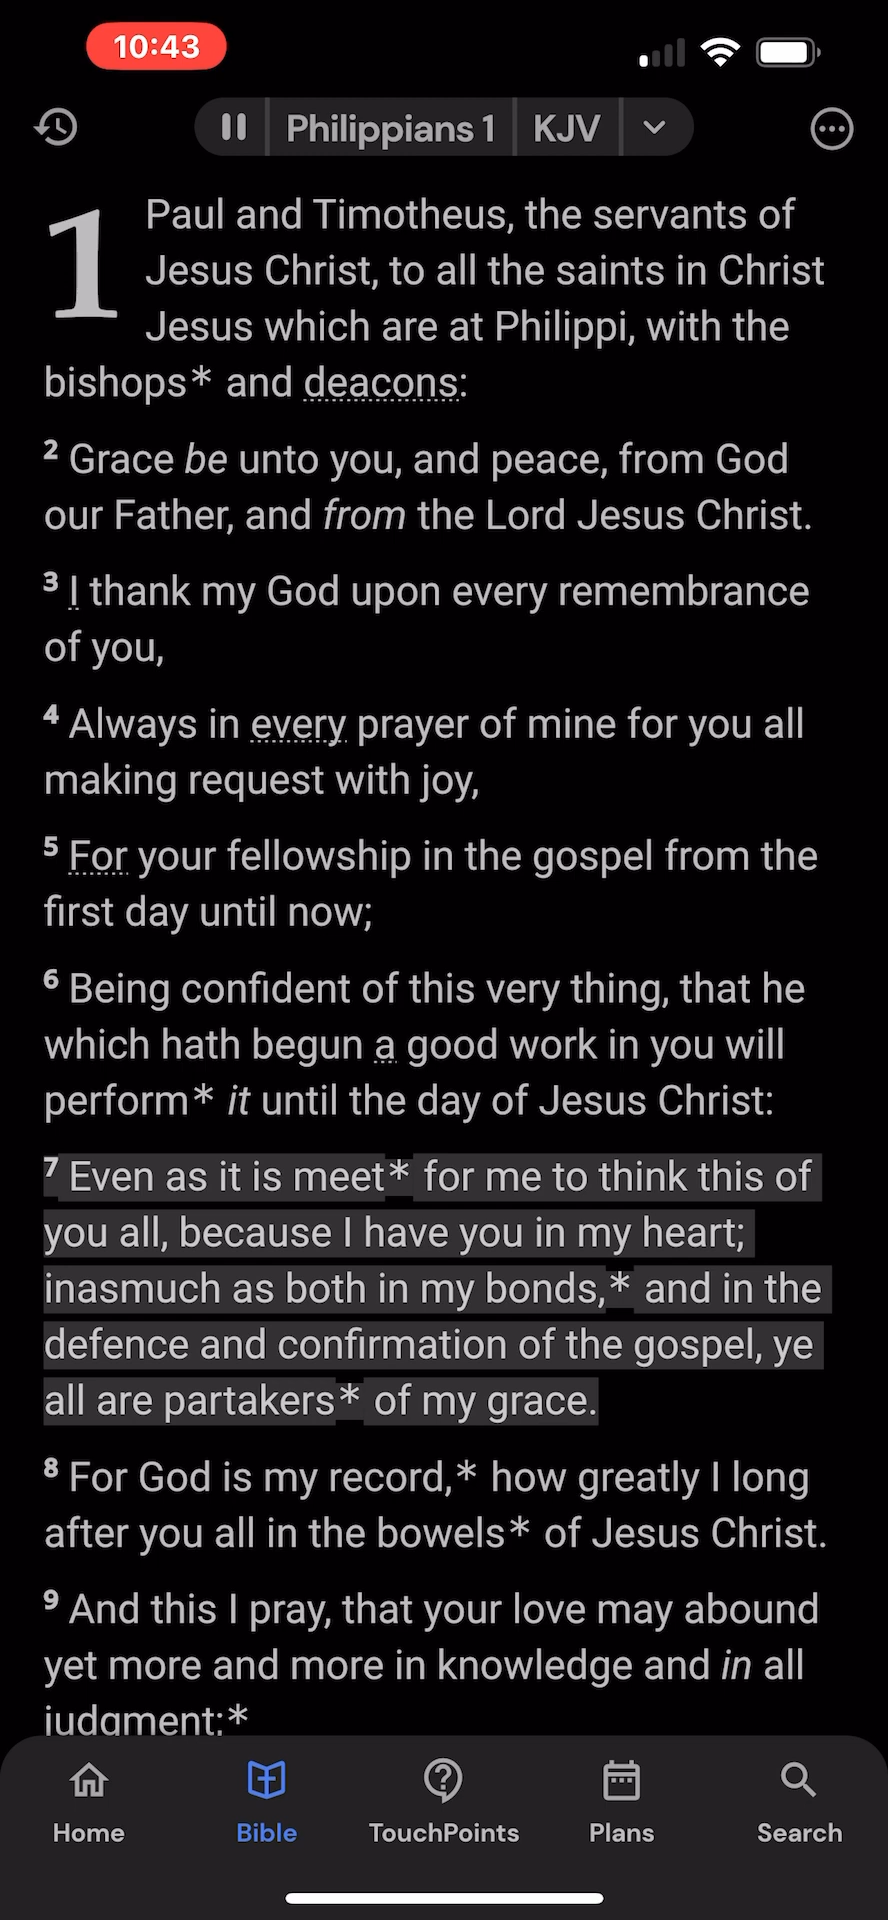 10:43
Philippians 1 KJV
1 Paul and Timotheus, the servants of
Jesus Christ, to all the saints in Christ
Jesus which are at Philippi, with the
bishops* and deacons:
2 Grace be unto you, and peace, from God
our Father, and from the Lord Jesus Christ.
3 I thank my God upon every remembrance
of you,
4 Always in every prayer of mine for you all
making request with joy,
5 For your fellowship in the gospel from the
first day until now;
6 Being confident of this very thing, that he
which hath begun a good work in you will
perform* it until the day of Jesus Christ:
7 Even as it is meet* for me to think this of
you all, because I have you in my heart;
inasmuch as both in my bonds,* and in the
defence and confirmation of the gospel, ye
all are partakers* of my grace.
8 For God is my record,* how greatly I long
after you all in the bowels* of Jesus Christ.
9 And this I pray, that your love may abound
yet more and more in knowledge and in all
judgment;*
Home Bible TouchPoints Plans Search